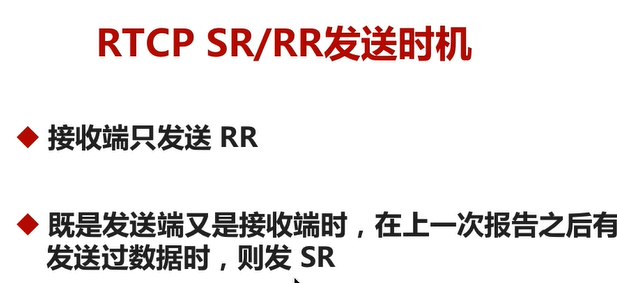 RTCP SR/RR发送时机
接收端只发送 RR
既是发送端又是接收端时，在上一次报告之后有
发送过数据时，则发 SR